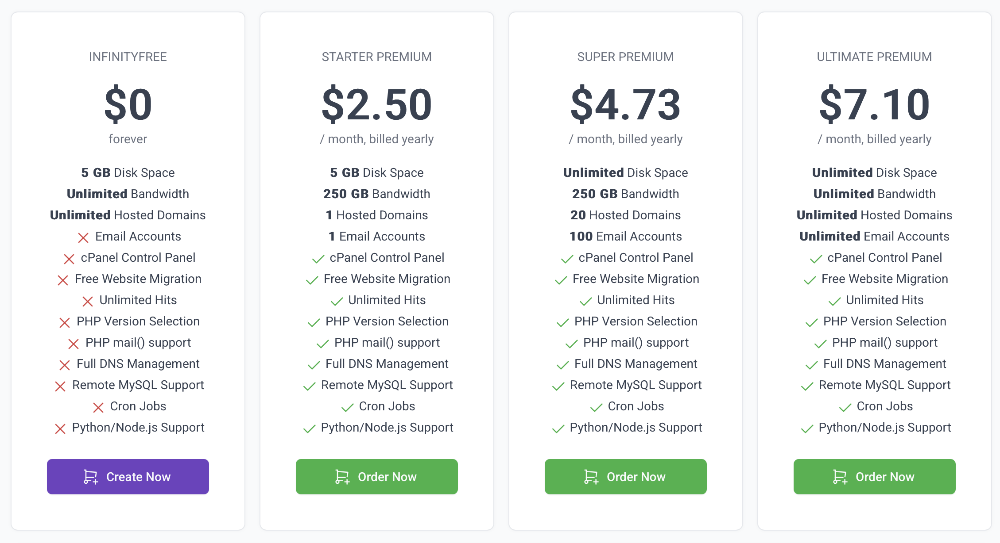 INFINITYFREE
$0
forever
5 GB Disk Space
Unlimited Bandwidth
Unlimited Hosted Domains
Email Accounts
cPanel Control Panel
Free Website Migration
Unlimited Hits
PHP Version Selection
PHP mail() support
Full DNS Management
Remote MySQL Support
Cron Jobs
Python/Node.js Support
Create Now
STARTER PREMIUM
$2.50
/ month, billed yearly
5 GB Disk Space
250 GB Bandwidth
1 Hosted Domains
1 Email Accounts
cPanel Control Panel
Free Website Migration
Unlimited Hits
PHP Version Selection
PHP mail() support
Full DNS Management
Remote MySQL Support
Cron Jobs
Python/Node.js Support
Order Now
SUPER PREMIUM
$4.73
/ month, billed yearly
Unlimited Disk Space
250 GB Bandwidth
20 Hosted Domains
100 Email Accounts
cPanel Control Panel
Free Website Migration
Unlimited Hits
PHP Version Selection
PHP mail() support
Full DNS Management
Remote MySQL Support
Cron Jobs
Python/Node.js Support
Order Now
ULTIMATE PREMIUM
$7.10
/ month, billed yearly
Unlimited Disk Space
Unlimited Bandwidth
Unlimited Hosted Domains
Unlimited Email Accounts
cPanel Control Panel
Free Website Migration
Unlimited Hits
PHP Version Selection
PHP mail() support
Full DNS Management
Remote MySQL Support
Cron Jobs
Python/Node.js Support
Order Now